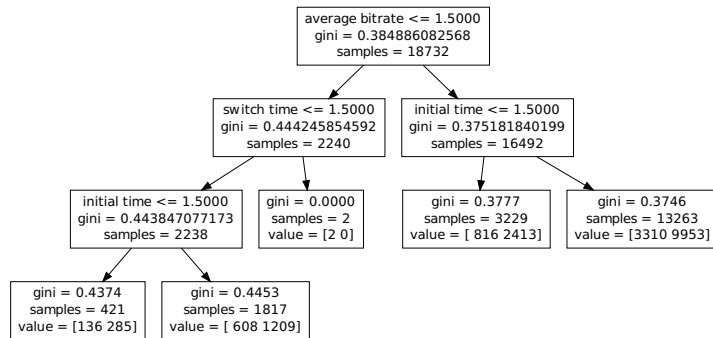 average bitrate <= 1.5000
gini = 0.384886082568
samples = 18732
switch time <= 1.5000
gini = 0.444245854592
samples = 2240
initial time <= 1.5000
gini = 0.375181840199
samples = 16492
initial time <= 1.5000
gini = 0.443847077173
samples = 2238
gini = 0.0000
samples = 2
value = [2 0]
gini = 0.3777
samples = 3229
value = [ 816 2413]
gini = 0.3746
samples = 13263
value = [3310 9953]
gini = 0.4374
samples = 421
value = [136 285]
gini = 0.4453
samples = 1817
value = [ 608 1209]